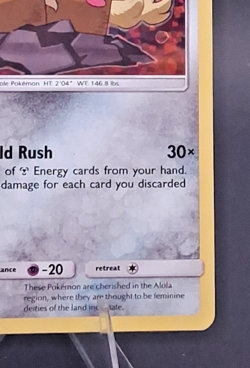 ole Pokémon. HT: 2'04" WT: 146.8 lbs.
ld Rush 30×
of Energy cards from your hand.
damage for each card you discarded
ance -20 retreat
These Pokémon are cherished in the Alola
region, where they are thought to be feminine
deities of the land in